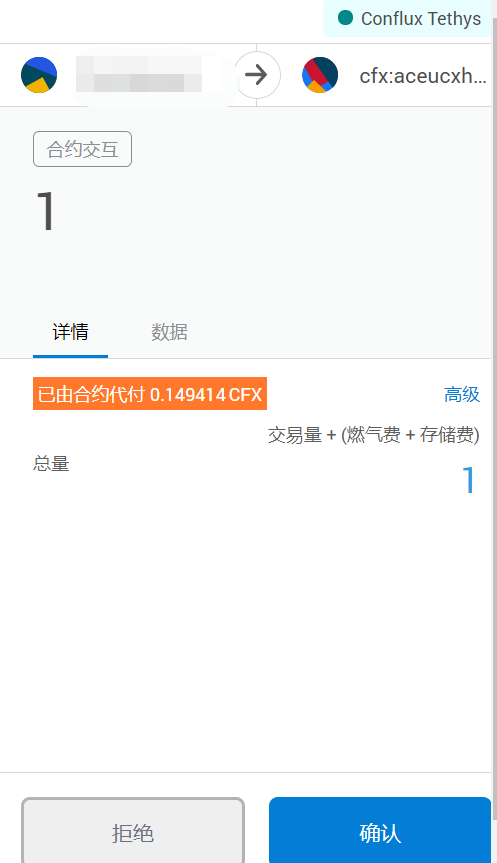 Conflux Tethys
cfx:aceucxh...
合约交互
1
详情 数据
已由合约代付 0.149414 CFX 高级
交易量 + (燃气费 + 存储费)
总量
1
拒绝 确认